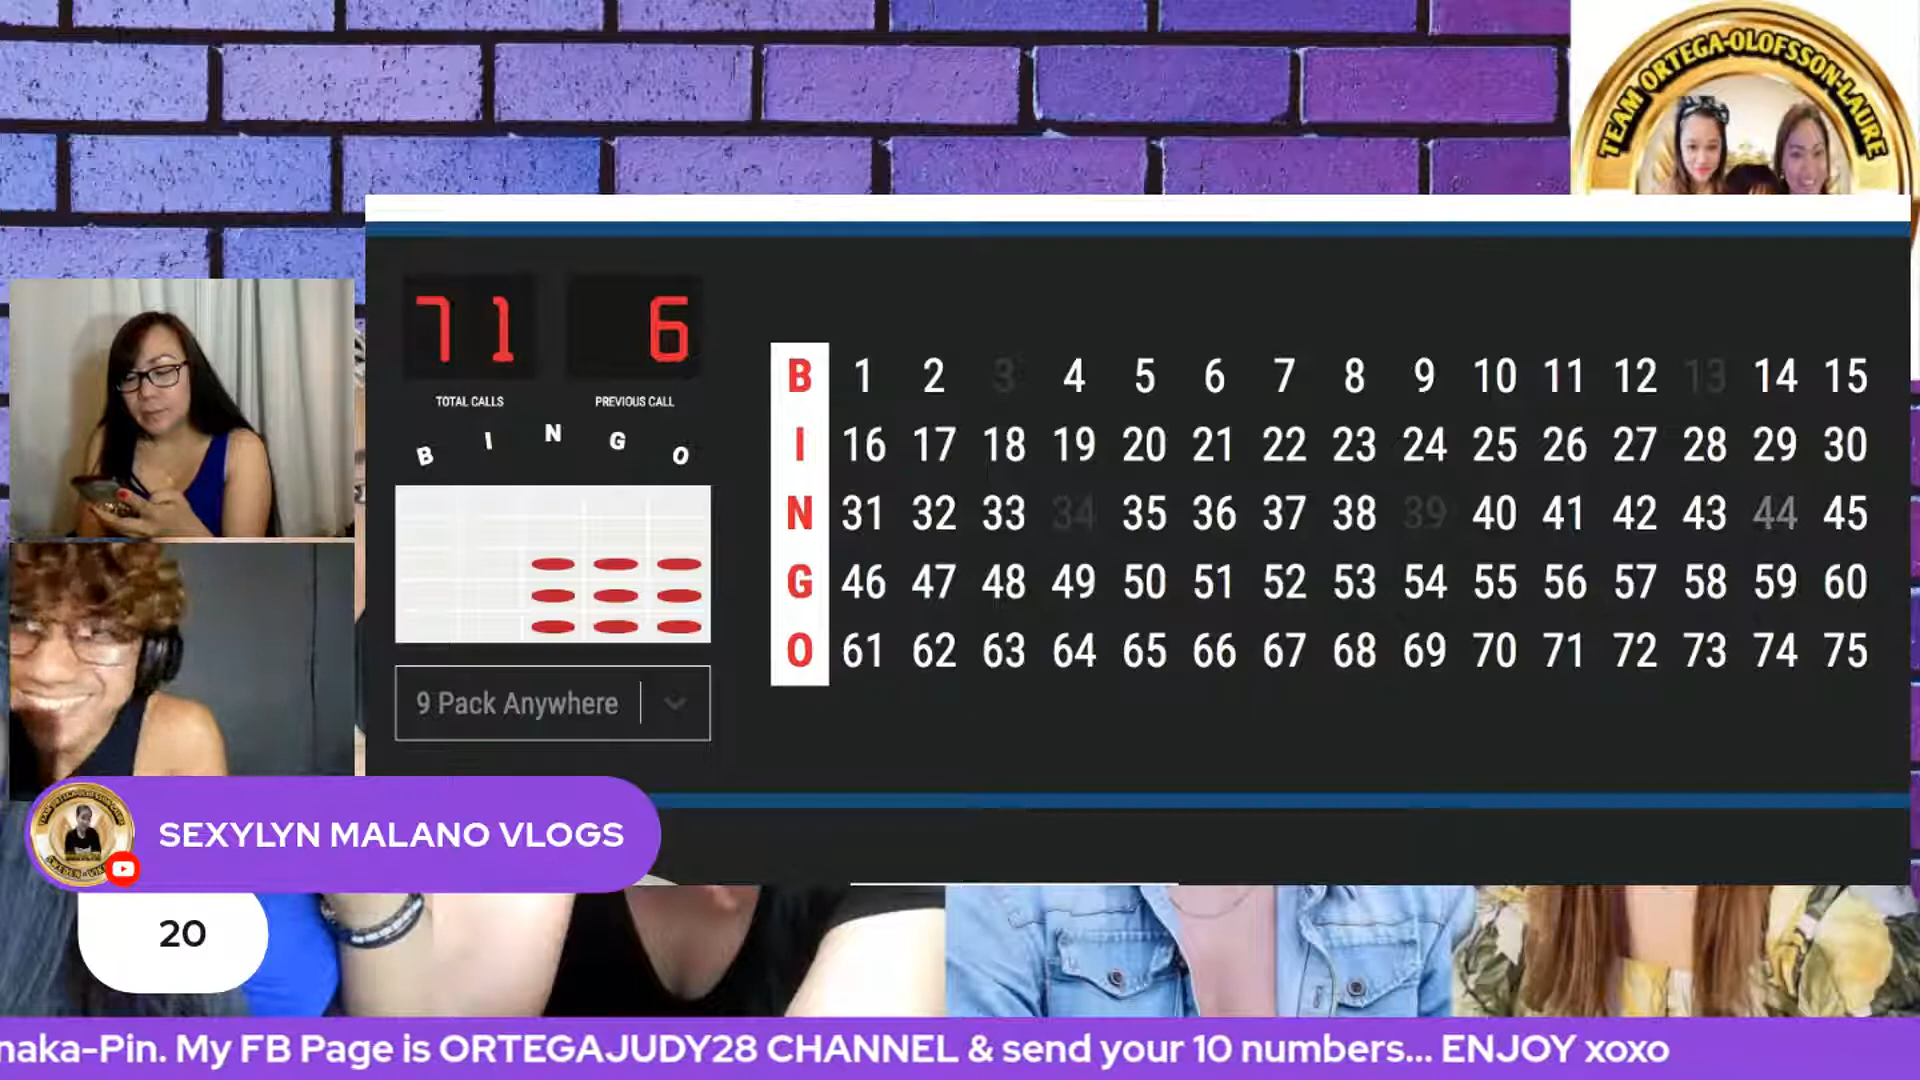 TEAM ORTEGA-OLOFSSON-LAURE
71 6
TOTAL CALLS PREVIOUS CALL
B I N G O
9 Pack Anywhere
B 1 2 3 4 5 6 7 8 9 10 11 12 13 14 15
I 16 17 18 19 20 21 22 23 24 25 26 27 28 29 30
N 31 32 33 34 35 36 37 38 39 40 41 42 43 44 45
G 46 47 48 49 50 51 52 53 54 55 56 57 58 59 60
O 61 62 63 64 65 66 67 68 69 70 71 72 73 74 75
SEXYLYN MALANO VLOGS
20
naka-Pin. My FB Page is ORTEGAJUDY28 CHANNEL & send your 10 numbers... ENJOY xoxo